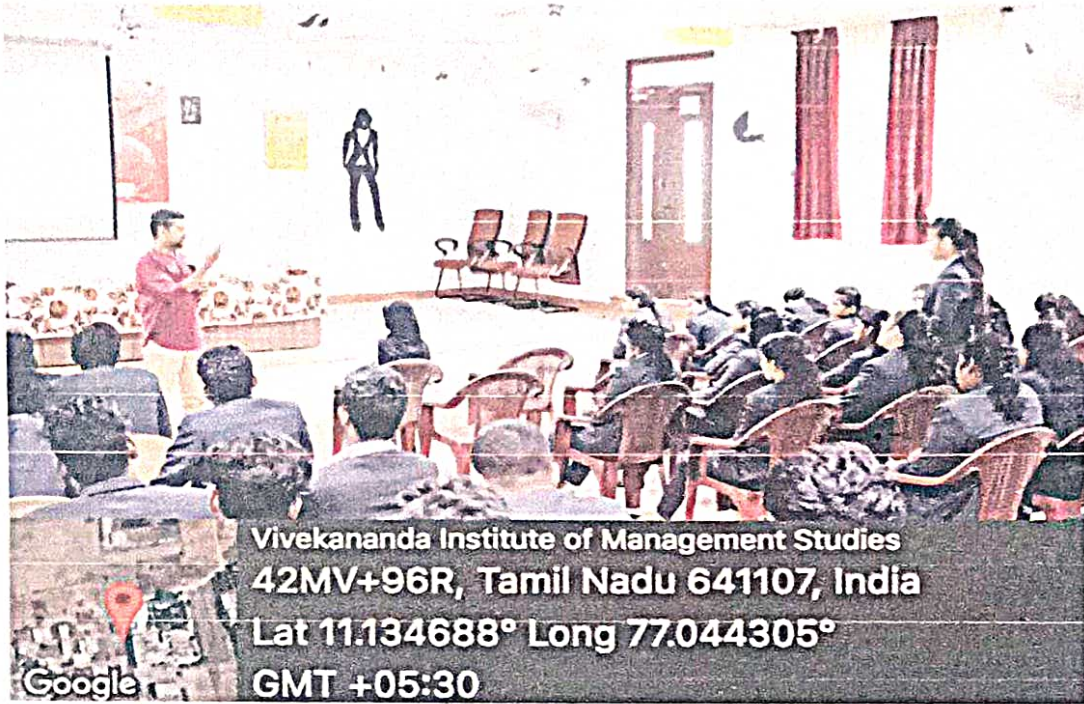 Vivekananda Institute of Management Studies
42MV+96R, Tamil Nadu 641107, India
Lat 11.134688° Long 77.044305°
GMT +05:30
Google